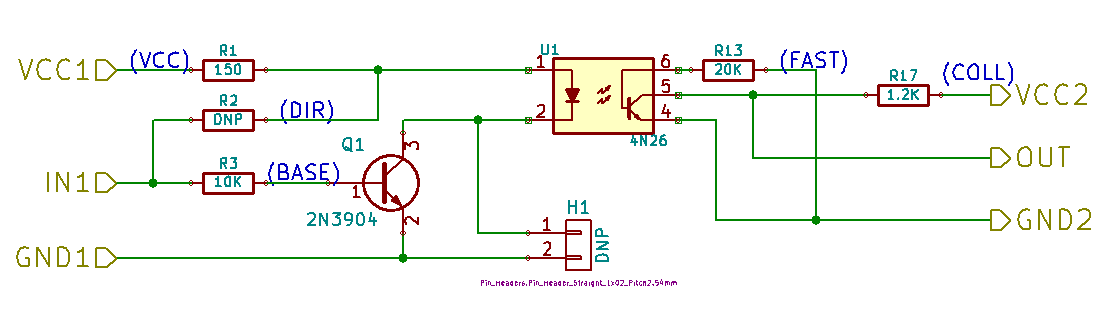 VCC1
(VCC)
R1
150
R2
DNP
(DIR)
IN1
R3
10K
(BASE)
Q1
3
1
2
2N3904
GND1
U1
1
2
6
5
4
4N26
R13
20K
(FAST)
R17
1.2K
(COLL)
VCC2
OUT
GND2
H1
1
2
DNP
Pin_Headers:Pin_Header_Straight_1x02_Pitch2.54mm